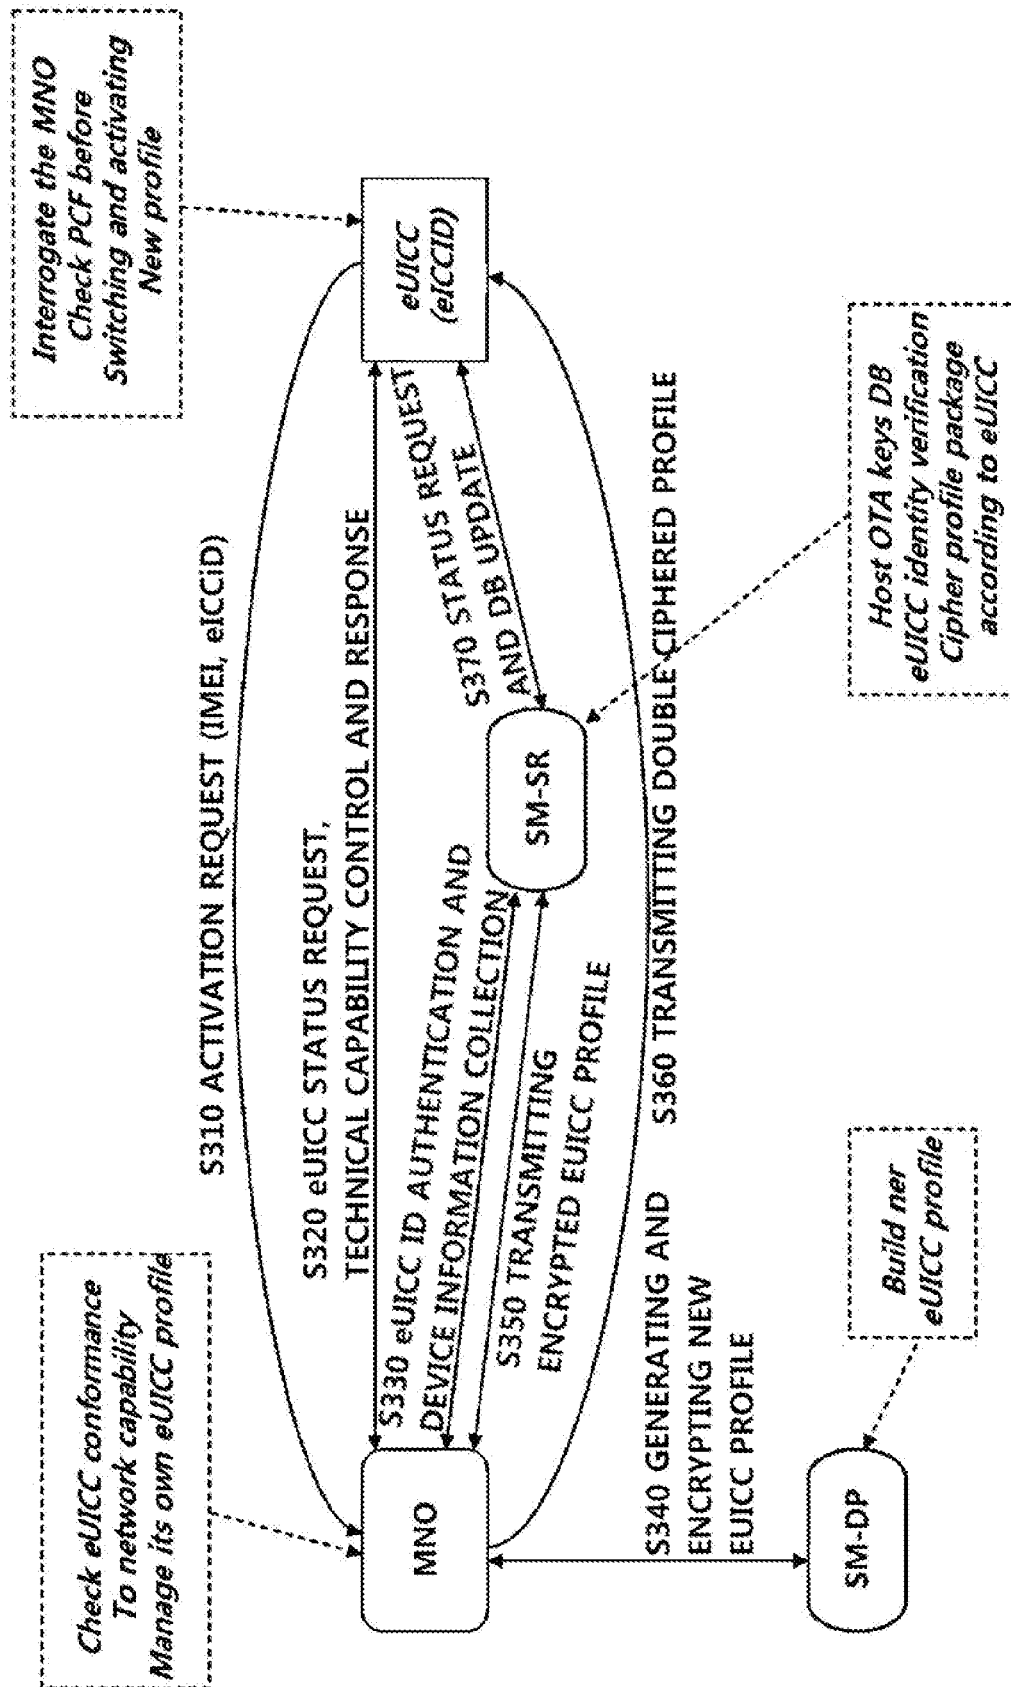 Check eUICC conformance
To network capability
Manage its own eUICC profile
Interrogate the MNO
Check PCF before
Switching and activating
New profile
S310 ACTIVATION REQUEST (IMEI, eICCiD)
S320 eUICC STATUS REQUEST,
TECHNICAL CAPABILITY CONTROL AND RESPONSE
MNO
eUICC
(eICCID)
S330 eUICC ID AUTHENTICATION AND
DEVICE INFORMATION COLLECTION
S370 STATUS REQUEST
AND DB UPDATE
SM-SR
S350 TRANSMITTING
ENCRYPTED EUICC PROFILE
S360 TRANSMITTING DOUBLE CIPHERED PROFILE
S340 GENERATING AND
ENCRYPTING NEW
EUICC PROFILE
SM-DP
Build ner
eUICC profile
Host OTA keys DB
eUICC identity verification
Cipher profile package
according to eUICC